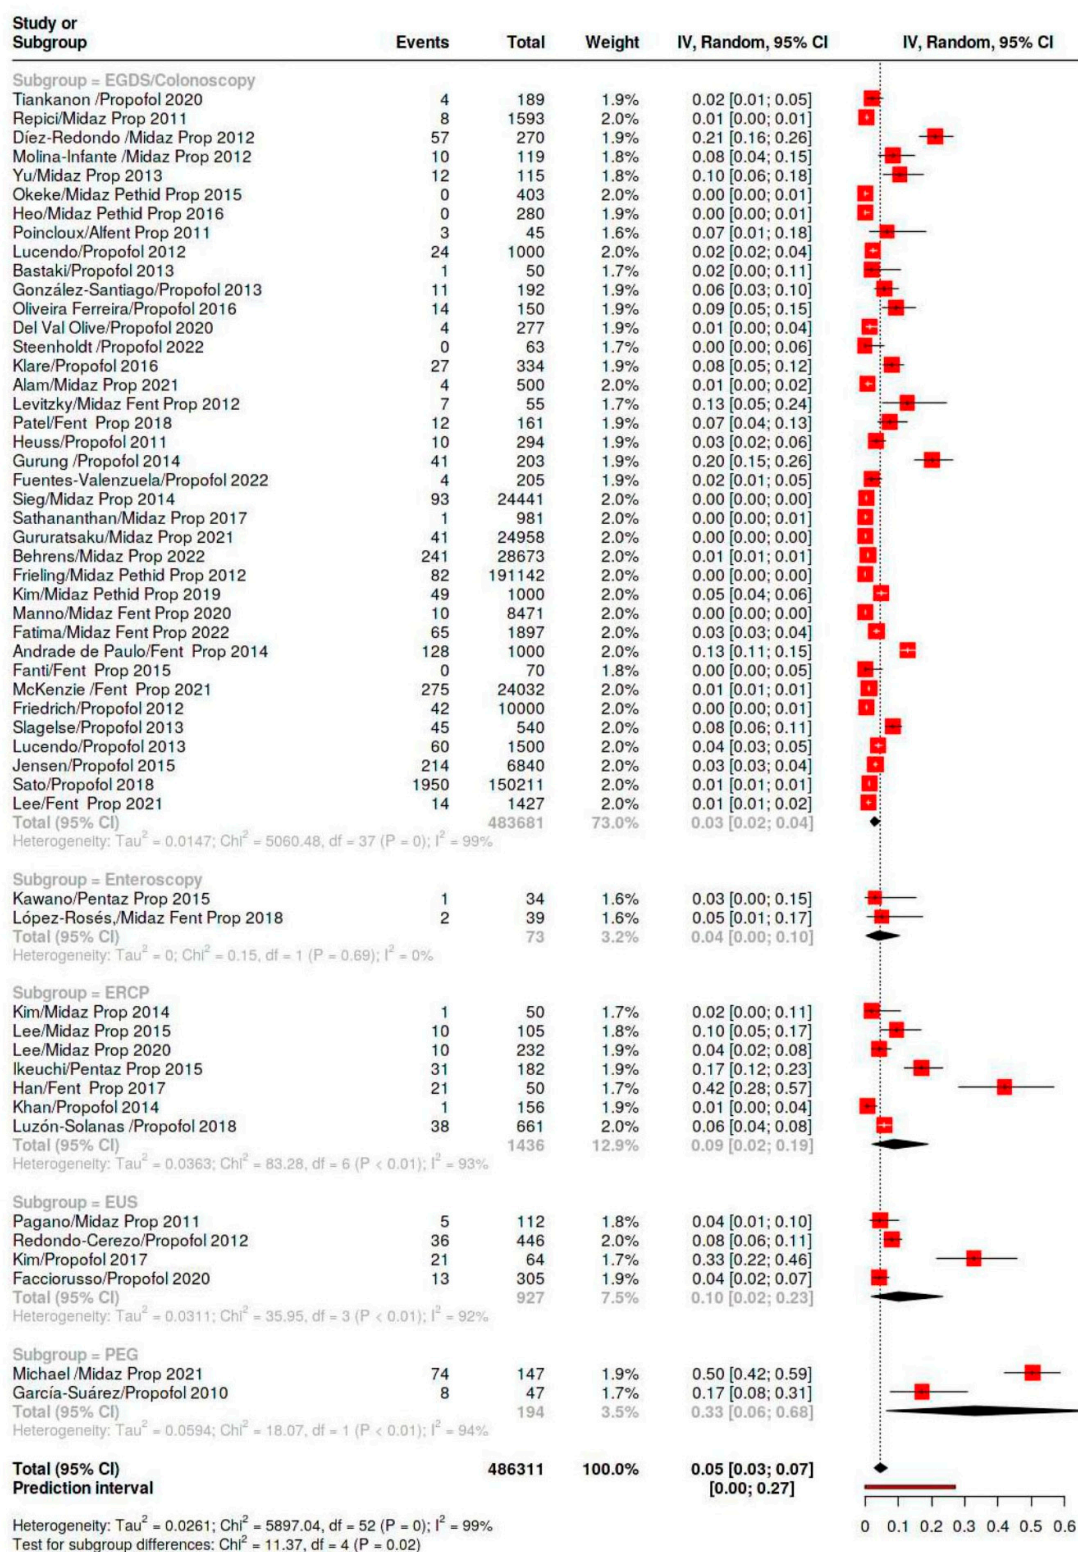 Study or
Subgroup Events Total Weight IV, Random, 95% CI IV, Random, 95% CI
Subgroup = EGDS/Colonoscopy
Tiankanon /Propofol 2020 4 189 1.9% 0.02 [0.01; 0.05]
Repici/Midaz Prop 2011 8 1593 2.0% 0.01 [0.00; 0.01]
Díez-Redondo /Midaz Prop 2012 57 270 1.9% 0.21 [0.16; 0.26]
Molina-Infante /Midaz Prop 2012 10 119 1.8% 0.08 [0.04; 0.15]
Yu/Midaz Prop 2013 12 115 1.8% 0.10 [0.06; 0.18]
Okeke/Midaz Pethid Prop 2015 0 403 2.0% 0.00 [0.00; 0.01]
Heo/Midaz Pethid Prop 2016 0 280 1.9% 0.00 [0.00; 0.01]
Poincloux/Alfent Prop 2011 3 45 1.6% 0.07 [0.01; 0.18]
Lucendo/Propofol 2012 24 1000 2.0% 0.02 [0.02; 0.04]
Bastaki/Propofol 2013 1 50 1.7% 0.02 [0.00; 0.11]
González-Santiago/Propofol 2013 11 192 1.9% 0.06 [0.03; 0.10]
Oliveira Ferreira/Propofol 2016 14 150 1.9% 0.09 [0.05; 0.15]
Del Val Olive/Propofol 2020 4 277 1.9% 0.01 [0.00; 0.04]
Steenholdt /Propofol 2022 0 63 1.7% 0.00 [0.00; 0.06]
Klare/Propofol 2016 27 334 1.9% 0.08 [0.05; 0.12]
Alam/Midaz Prop 2021 4 500 2.0% 0.01 [0.00; 0.02]
Levitzky/Midaz Fent Prop 2012 7 55 1.7% 0.13 [0.05; 0.24]
Patel/Fent Prop 2018 12 161 1.9% 0.07 [0.04; 0.13]
Heuss/Propofol 2011 10 294 1.9% 0.03 [0.02; 0.06]
Gurung /Propofol 2014 41 203 1.9% 0.20 [0.15; 0.26]
Fuentes-Valenzuela/Propofol 2022 4 205 1.9% 0.02 [0.01; 0.05]
Sieg/Midaz Prop 2014 93 24441 2.0% 0.00 [0.00; 0.00]
Sathananthan/Midaz Prop 2017 1 981 2.0% 0.00 [0.00; 0.01]
Gururatsaku/Midaz Prop 2021 41 24958 2.0% 0.00 [0.00; 0.00]
Behrens/Midaz Prop 2022 241 28673 2.0% 0.01 [0.01; 0.01]
Frieling/Midaz Pethid Prop 2012 82 191142 2.0% 0.00 [0.00; 0.00]
Kim/Midaz Pethid Prop 2019 49 1000 2.0% 0.05 [0.04; 0.06]
Manno/Midaz Fent Prop 2020 10 8471 2.0% 0.00 [0.00; 0.00]
Fatima/Midaz Fent Prop 2022 65 1897 2.0% 0.03 [0.03; 0.04]
Andrade de Paulo/Fent Prop 2014 128 1000 2.0% 0.13 [0.11; 0.15]
Fanti/Fent Prop 2015 0 70 1.8% 0.00 [0.00; 0.05]
McKenzie /Fent Prop 2021 275 24032 2.0% 0.01 [0.01; 0.01]
Friedrich/Propofol 2012 42 10000 2.0% 0.00 [0.00; 0.01]
Slagelse/Propofol 2013 45 540 2.0% 0.08 [0.06; 0.11]
Lucendo/Propofol 2013 60 1500 2.0% 0.04 [0.03; 0.05]
Jensen/Propofol 2015 214 6840 2.0% 0.03 [0.03; 0.04]
Sato/Propofol 2018 1950 150211 2.0% 0.01 [0.01; 0.01]
Lee/Fent Prop 2021 14 1427 2.0% 0.01 [0.01; 0.02]
Total (95% CI) 483681 73.0% 0.03 [0.02; 0.04]
Heterogeneity: Tau² = 0.0147; Chi² = 5060.48, df = 37 (P = 0); I² = 99%
Subgroup = Enteroscopy
Kawano/Pentaz Prop 2015 1 34 1.6% 0.03 [0.00; 0.15]
López-Rosés,/Midaz Fent Prop 2018 2 39 1.6% 0.05 [0.01; 0.17]
Total (95% CI) 73 3.2% 0.04 [0.00; 0.10]
Heterogeneity: Tau² = 0; Chi² = 0.15, df = 1 (P = 0.69); I² = 0%
Subgroup = ERCP
Kim/Midaz Prop 2014 1 50 1.7% 0.02 [0.00; 0.11]
Lee/Midaz Prop 2015 10 105 1.8% 0.10 [0.05; 0.17]
Lee/Midaz Prop 2020 10 232 1.9% 0.04 [0.02; 0.08]
Ikeuchi/Pentaz Prop 2015 31 182 1.9% 0.17 [0.12; 0.23]
Han/Fent Prop 2017 21 50 1.7% 0.42 [0.28; 0.57]
Khan/Propofol 2014 1 156 1.9% 0.01 [0.00; 0.04]
Luzón-Solanas /Propofol 2018 38 661 2.0% 0.06 [0.04; 0.08]
Total (95% CI) 1436 12.9% 0.09 [0.02; 0.19]
Heterogeneity: Tau² = 0.0363; Chi² = 83.28, df = 6 (P < 0.01); I² = 93%
Subgroup = EUS
Pagano/Midaz Prop 2011 5 112 1.8% 0.04 [0.01; 0.10]
Redondo-Cerezo/Propofol 2012 36 446 2.0% 0.08 [0.06; 0.11]
Kim/Propofol 2017 21 64 1.7% 0.33 [0.22; 0.46]
Facciorusso/Propofol 2020 13 305 1.9% 0.04 [0.02; 0.07]
Total (95% CI) 927 7.5% 0.10 [0.02; 0.23]
Heterogeneity: Tau² = 0.0311; Chi² = 35.95, df = 3 (P < 0.01); I² = 92%
Subgroup = PEG
Michael /Midaz Prop 2021 74 147 1.9% 0.50 [0.42; 0.59]
García-Suárez/Propofol 2010 8 47 1.7% 0.17 [0.08; 0.31]
Total (95% CI) 194 3.5% 0.33 [0.06; 0.68]
Heterogeneity: Tau² = 0.0594; Chi² = 18.07, df = 1 (P < 0.01); I² = 94%
Total (95% CI) 486311 100.0% 0.05 [0.03; 0.07]
Prediction interval [0.00; 0.27]
Heterogeneity: Tau² = 0.0261; Chi² = 5897.04, df = 52 (P = 0); I² = 99%
Test for subgroup differences: Chi² = 11.37, df = 4 (P = 0.02)
0 0.1 0.2 0.3 0.4 0.5 0.6